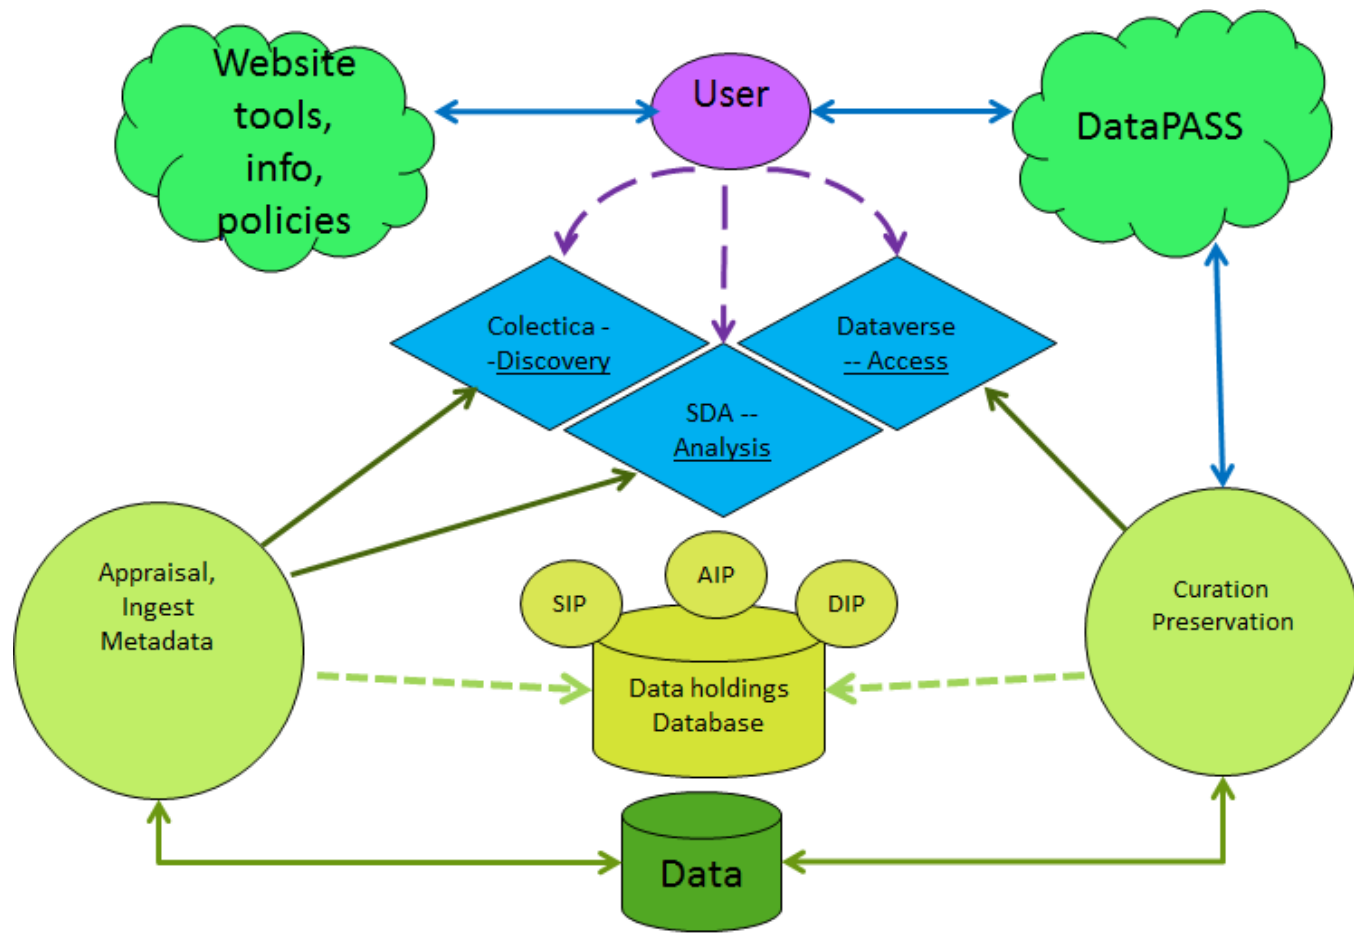 Website
tools,
info,
policies
User
DataPASS
Colectica -
-Discovery
Dataverse
-- Access
SDA --
Analysis
Appraisal,
Ingest
Metadata
SIP
AIP
DIP
Data holdings
Database
Curation
Preservation
Data